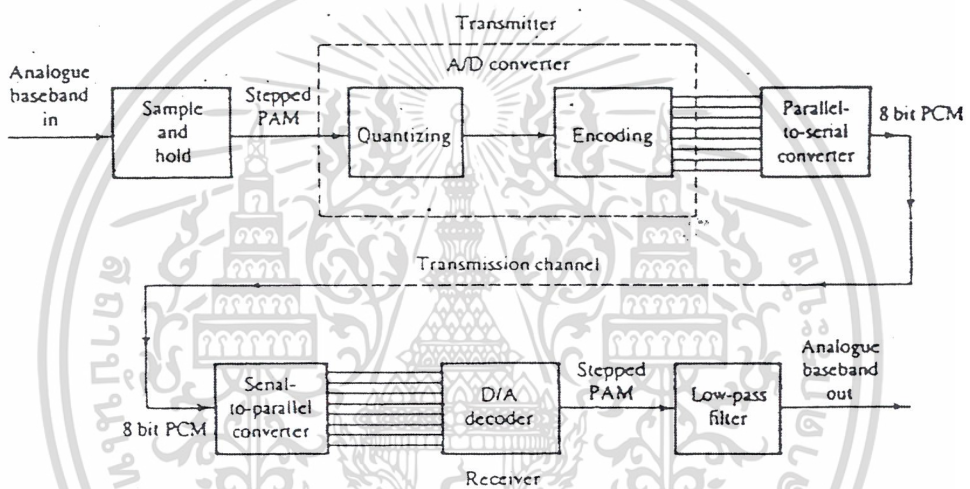 Transmitter
A/D converter
Analogue
baseband
in
Sample
and
hold
Stepped
PAM
Quantizing
Encoding
Parallel-
to-serial
converter
8 bit PCM
Transmission channel
8 bit PCM
Serial-
to-parallel
converter
D/A
decoder
Stepped
PAM
Low-pass
filter
Analogue
baseband
out
Receiver